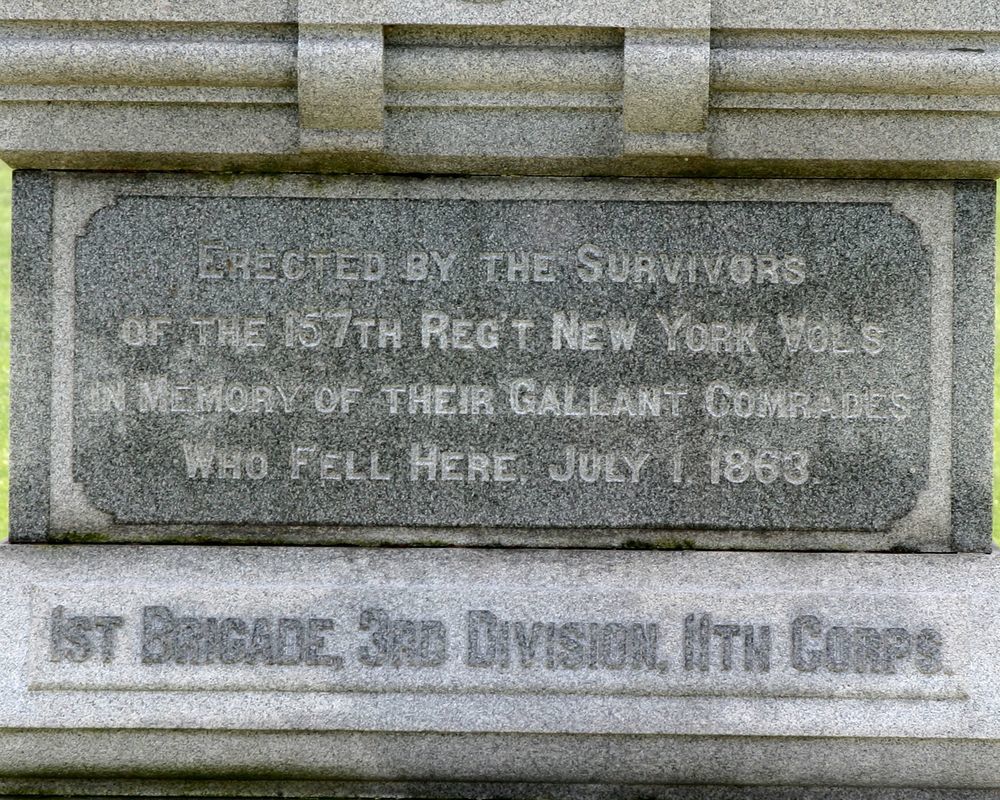 Erected by the Survivors
of the 157th Reg't New York Vol's
in Memory of their Gallant Comrades
Who Fell Here, July 1, 1863.
1st Brigade, 3rd Division, 11th Corps.